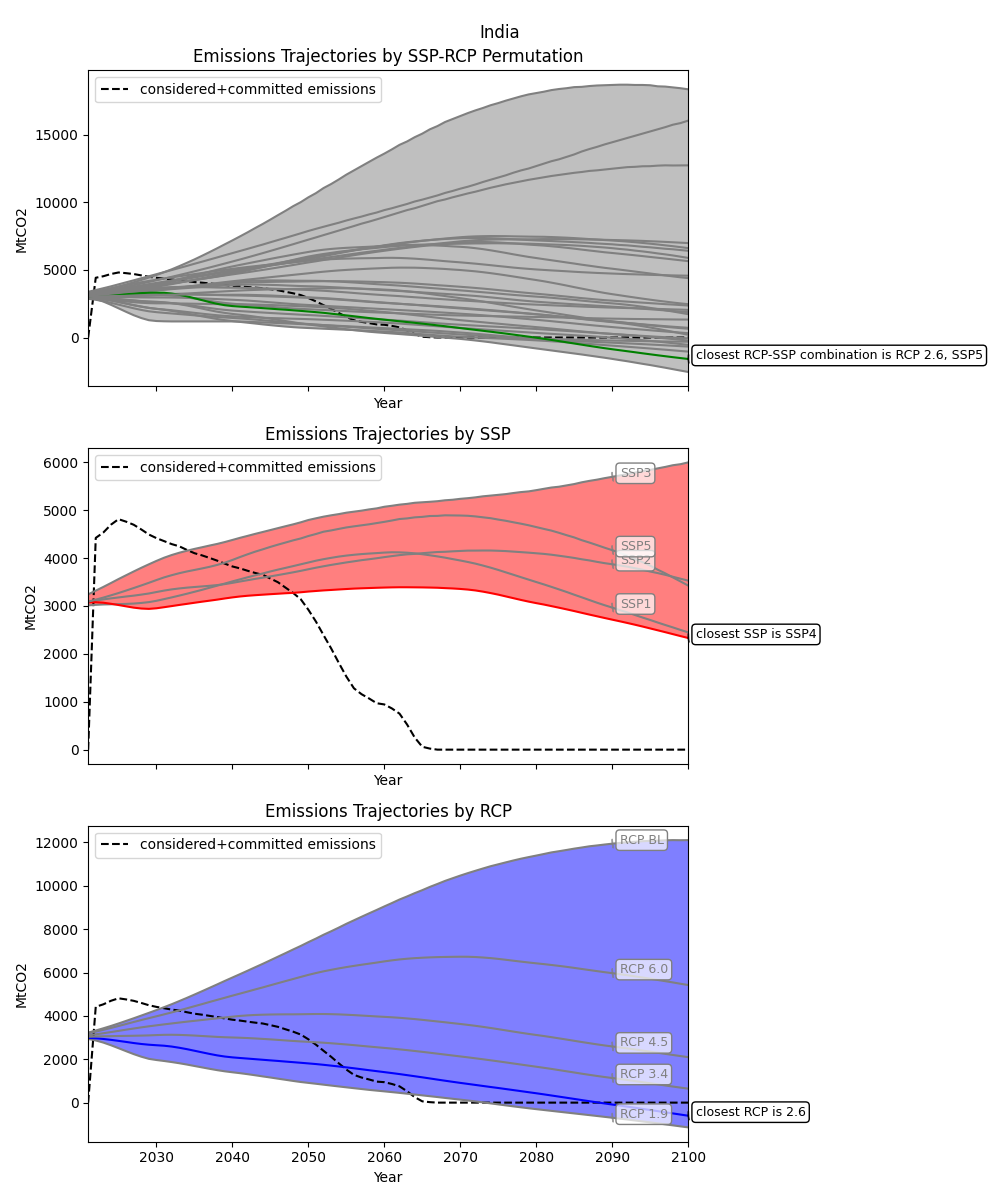 India
Emissions Trajectories by SSP-RCP Permutation
considered+committed emissions
15000
10000
5000
0
MtCO2
closest RCP-SSP combination is RCP 2.6, SSP5
Year
Emissions Trajectories by SSP
considered+committed emissions
6000
5000
4000
3000
2000
1000
0
MtCO2
SSP3
SSP5
SSP2
SSP1
closest SSP is SSP4
Year
Emissions Trajectories by RCP
considered+committed emissions
12000
10000
8000
6000
4000
2000
0
MtCO2
RCP BL
RCP 6.0
RCP 4.5
RCP 3.4
RCP 1.9
closest RCP is 2.6
2030 2040 2050 2060 2070 2080 2090 2100
Year